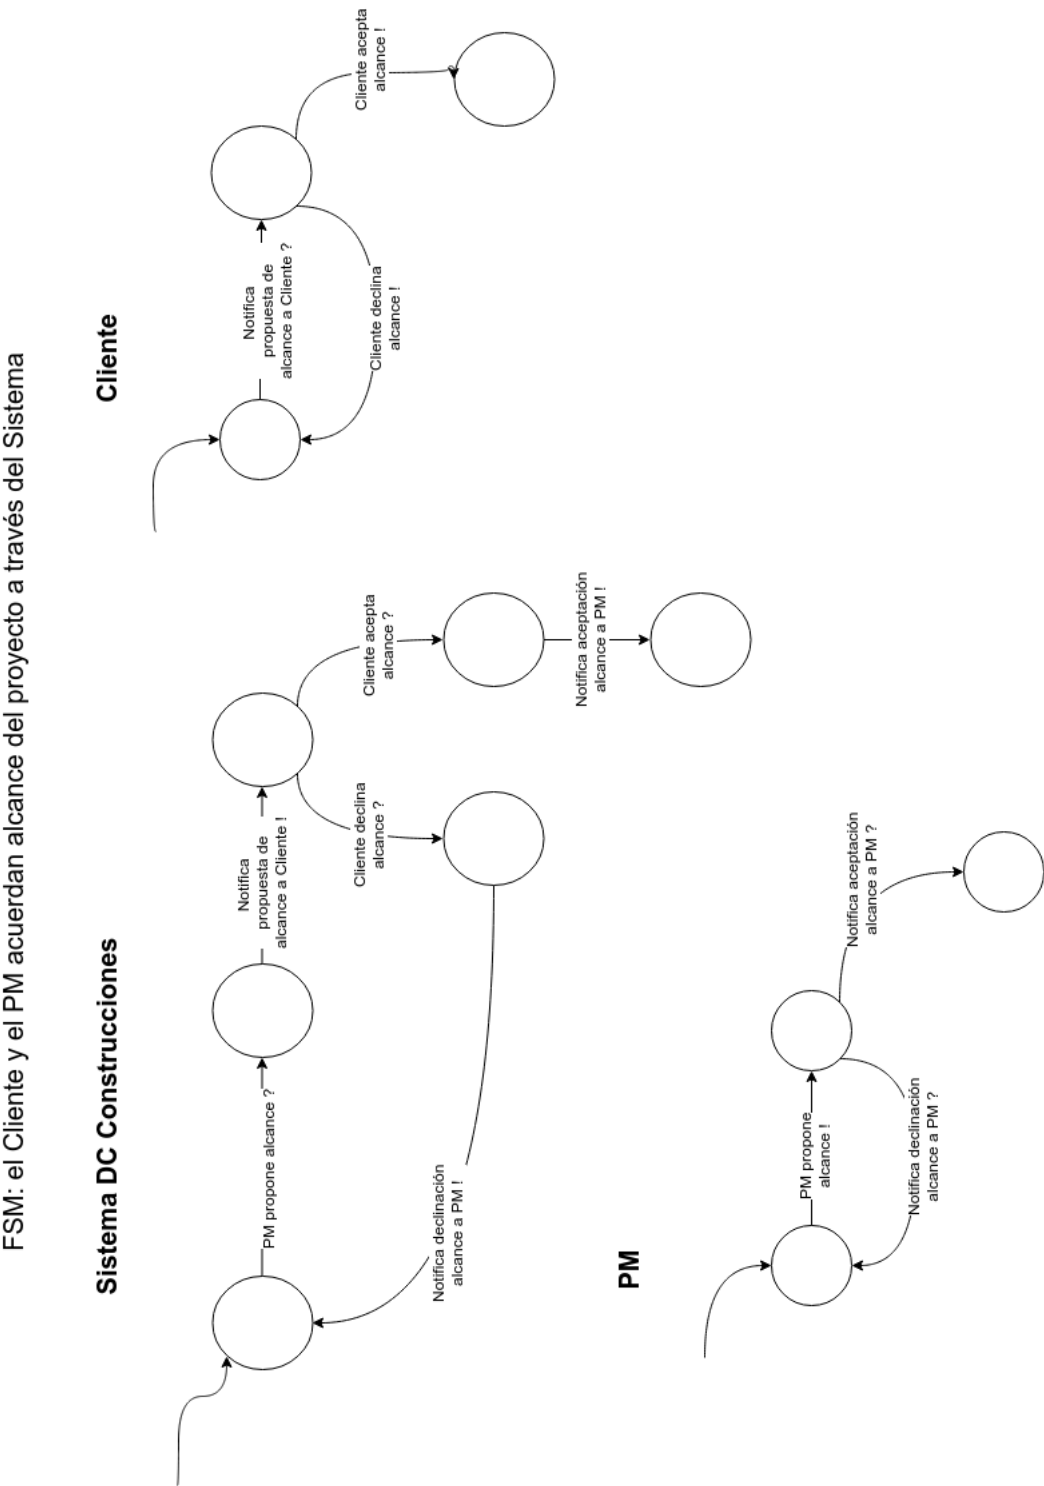 FSM: el Cliente y el PM acuerdan alcance del proyecto a través del Sistema
Sistema DC Construcciones
PM propone alcance ?
Notifica
propuesta de
alcance a Cliente !
Cliente declina
alcance ?
Cliente acepta
alcance ?
Notifica declinación
alcance a PM !
Notifica aceptación
alcance a PM !
Cliente
Notifica
propuesta de
alcance a Cliente ?
Cliente declina
alcance !
Cliente acepta
alcance !
PM
PM propone
alcance !
Notifica declinación
alcance a PM ?
Notifica aceptación
alcance a PM ?